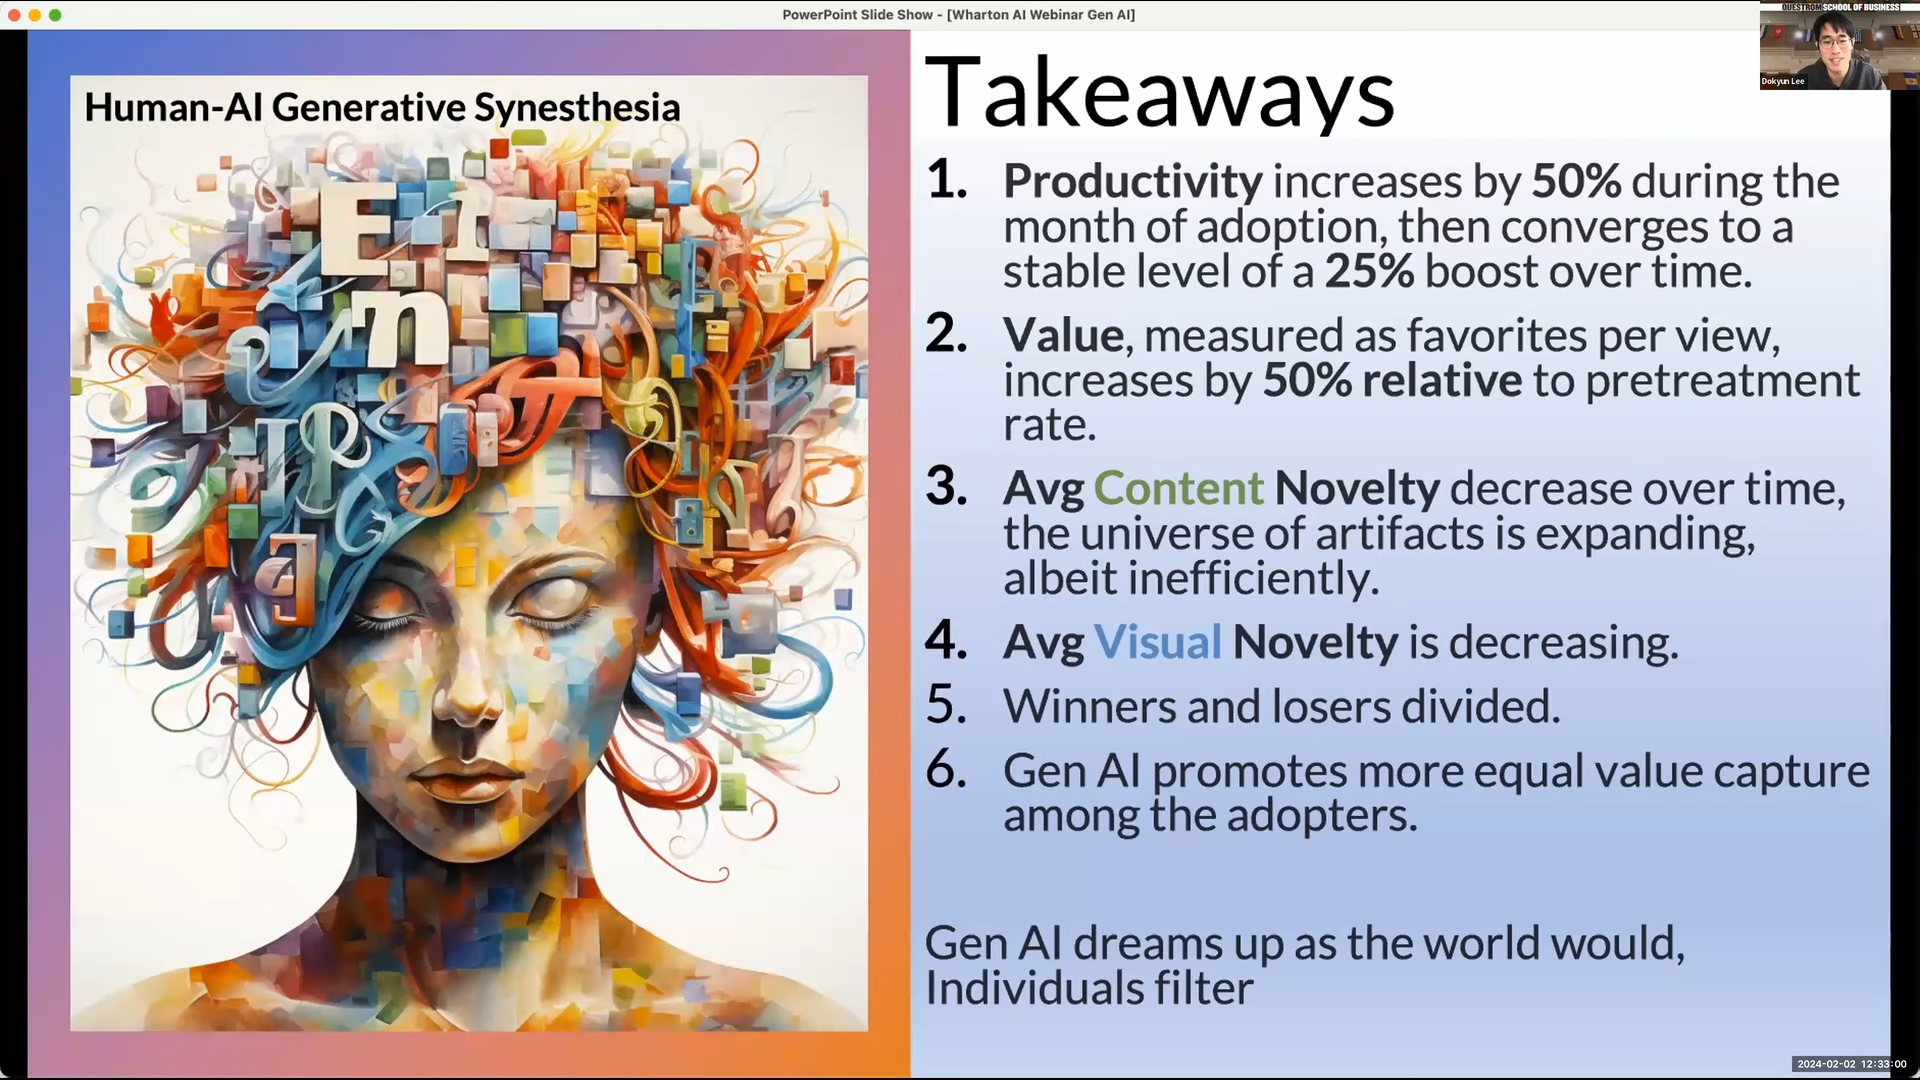 PowerPoint Slide Show - [Wharton AI Webinar Gen AI]
QUESTROM SCHOOL OF BUSINESS
Dokyun Lee
Human-AI Generative Synesthesia
E
n
Takeaways
1. Productivity increases by 50% during the
month of adoption, then converges to a
stable level of a 25% boost over time.
2. Value, measured as favorites per view,
increases by 50% relative to pretreatment
rate.
3. Avg Content Novelty decrease over time,
the universe of artifacts is expanding,
albeit inefficiently.
4. Avg Visual Novelty is decreasing.
5. Winners and losers divided.
6. Gen AI promotes more equal value capture
among the adopters.
Gen AI dreams up as the world would,
Individuals filter
2024-02-02 12:33:00